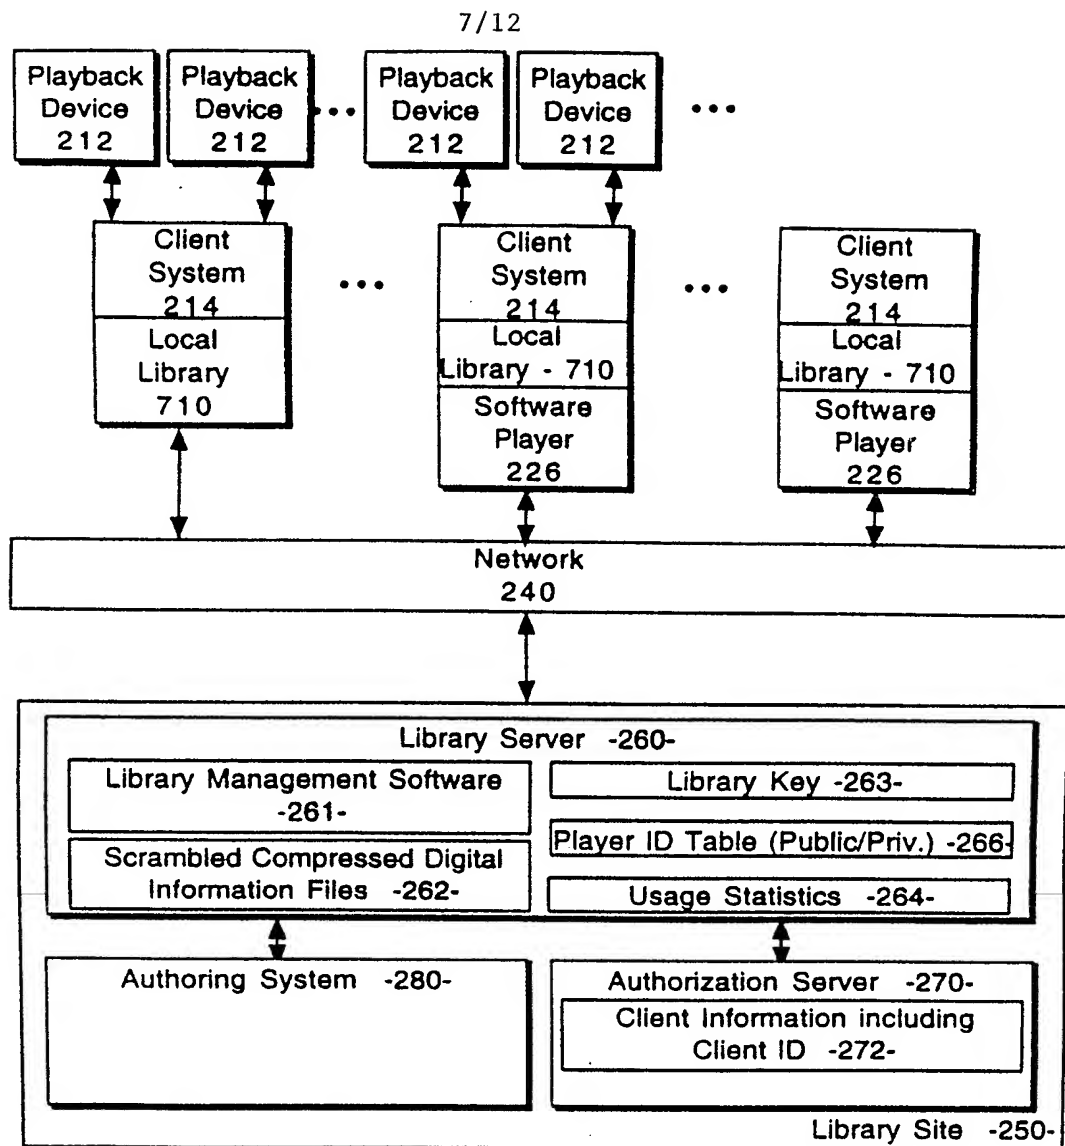 7/12
Playback
Device
212
Playback
Device
212
Playback
Device
212
Playback
Device
212
Client
System
214
Local
Library
710
Client
System
214
Local
Library - 710
Software
Player
226
Client
System
214
Local
Library - 710
Software
Player
226
Network
240
Library Server -260-
Library Management Software
-261-
Scrambled Compressed Digital
Information Files -262-
Library Key -263-
Player ID Table (Public/Priv.) -266-
Usage Statistics -264-
Authoring System -280-
Authorization Server -270-
Client Information including
Client ID -272-
Library Site -250-